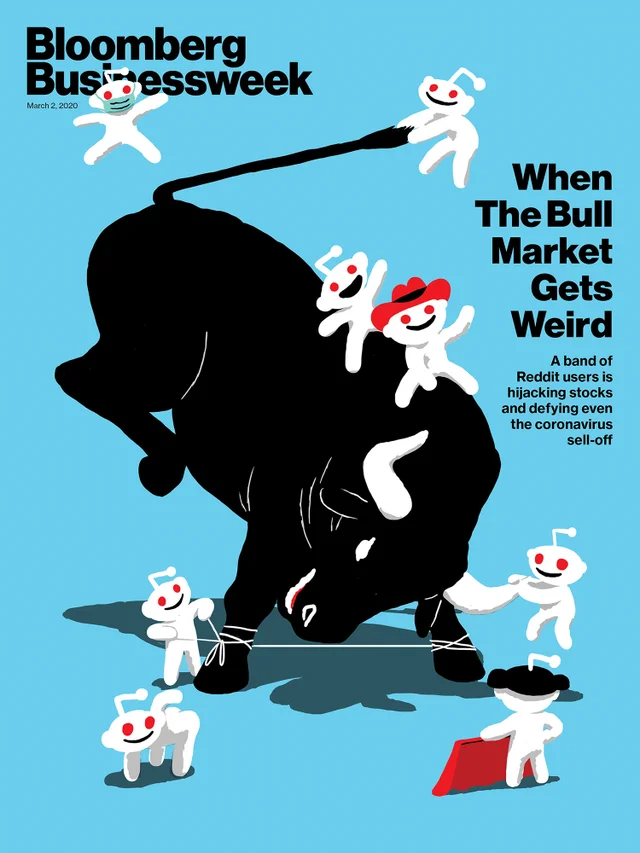 Bloomberg
Businessweek
March 2, 2020
When
The Bull
Market
Gets
Weird
A band of
Reddit users is
hijacking stocks
and defying even
the coronavirus
sell-off